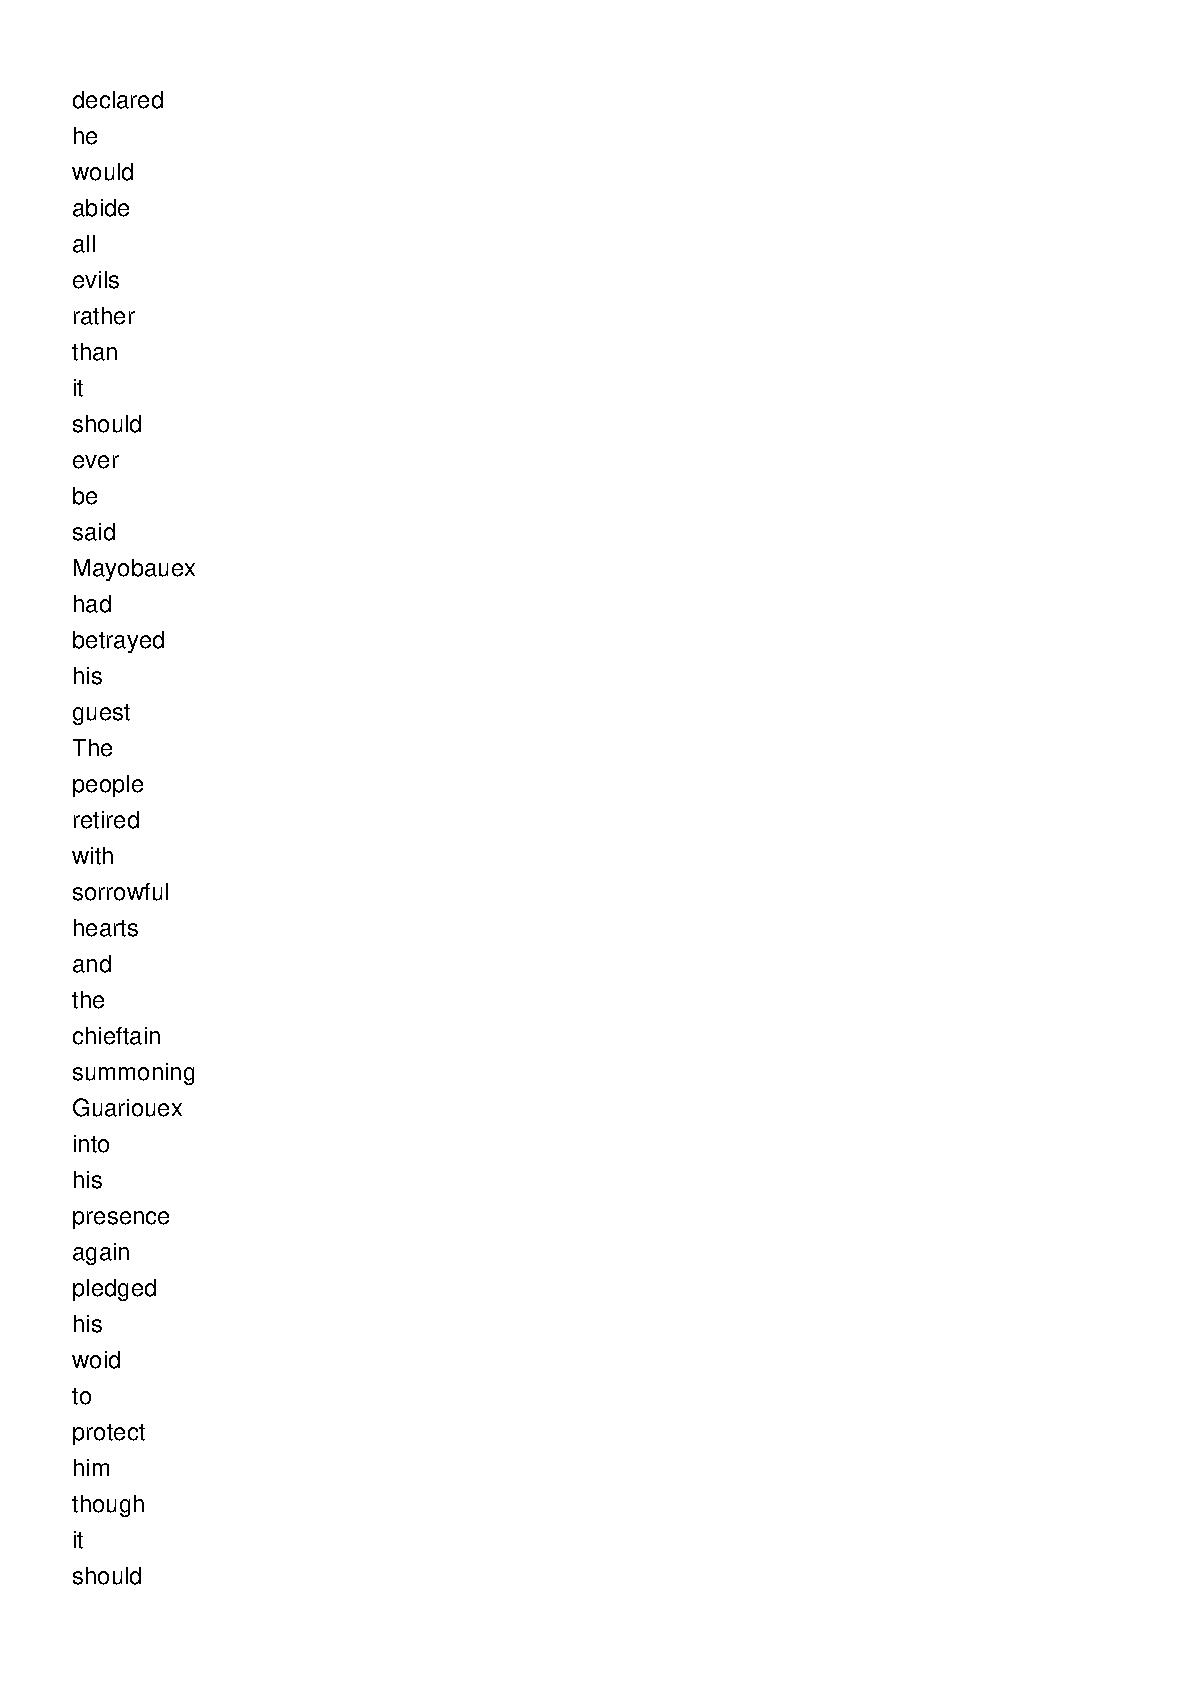 declared
he
would
abide
all
evils
rather
than
it
should
ever
be
said
Mayobauex
had
betrayed
his
guest
The
people
retired
with
sorrowful
hearts
and
the
chieftain
summoning
Guariouex
into
his
presence
again
pledged
his
woid
to
protect
him
though
it
should